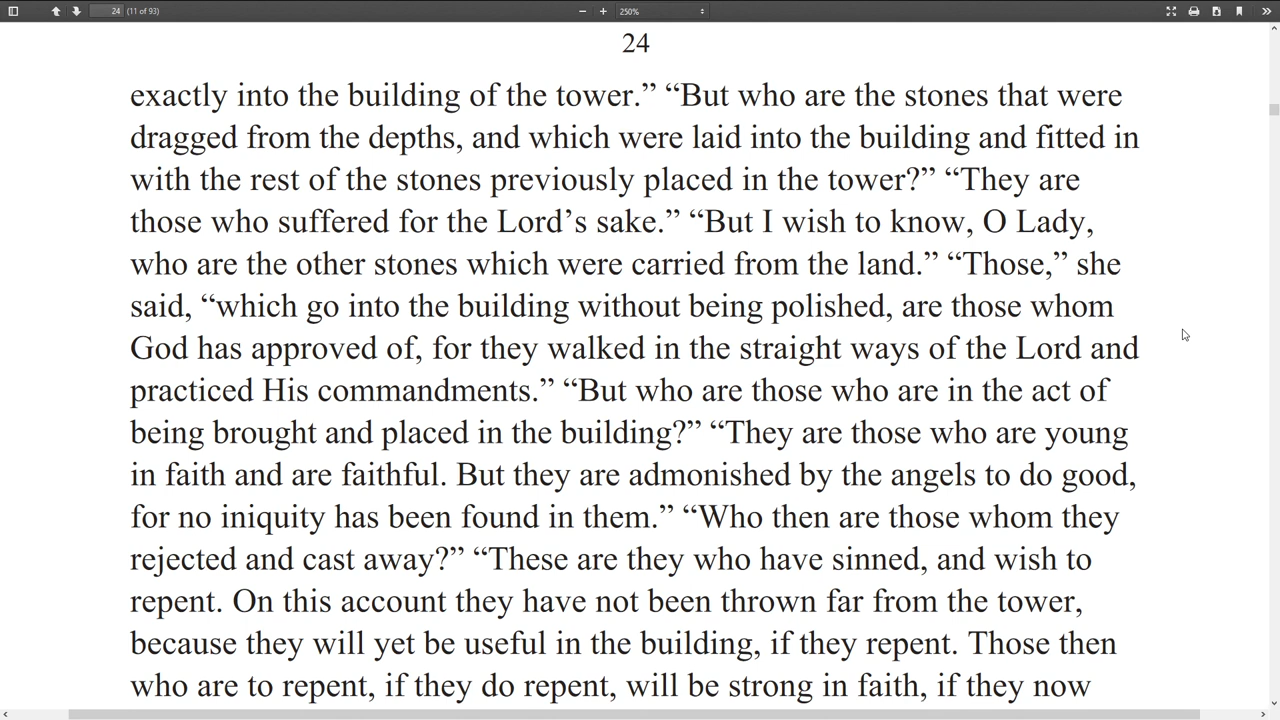 24 (11 of 93) 250%
24
exactly into the building of the tower.” “But who are the stones that were
dragged from the depths, and which were laid into the building and fitted in
with the rest of the stones previously placed in the tower?” “They are
those who suffered for the Lord’s sake.” “But I wish to know, O Lady,
who are the other stones which were carried from the land.” “Those,” she
said, “which go into the building without being polished, are those whom
God has approved of, for they walked in the straight ways of the Lord and
practiced His commandments.” “But who are those who are in the act of
being brought and placed in the building?” “They are those who are young
in faith and are faithful. But they are admonished by the angels to do good,
for no iniquity has been found in them.” “Who then are those whom they
rejected and cast away?” “These are they who have sinned, and wish to
repent. On this account they have not been thrown far from the tower,
because they will yet be useful in the building, if they repent. Those then
who are to repent, if they do repent, will be strong in faith, if they now